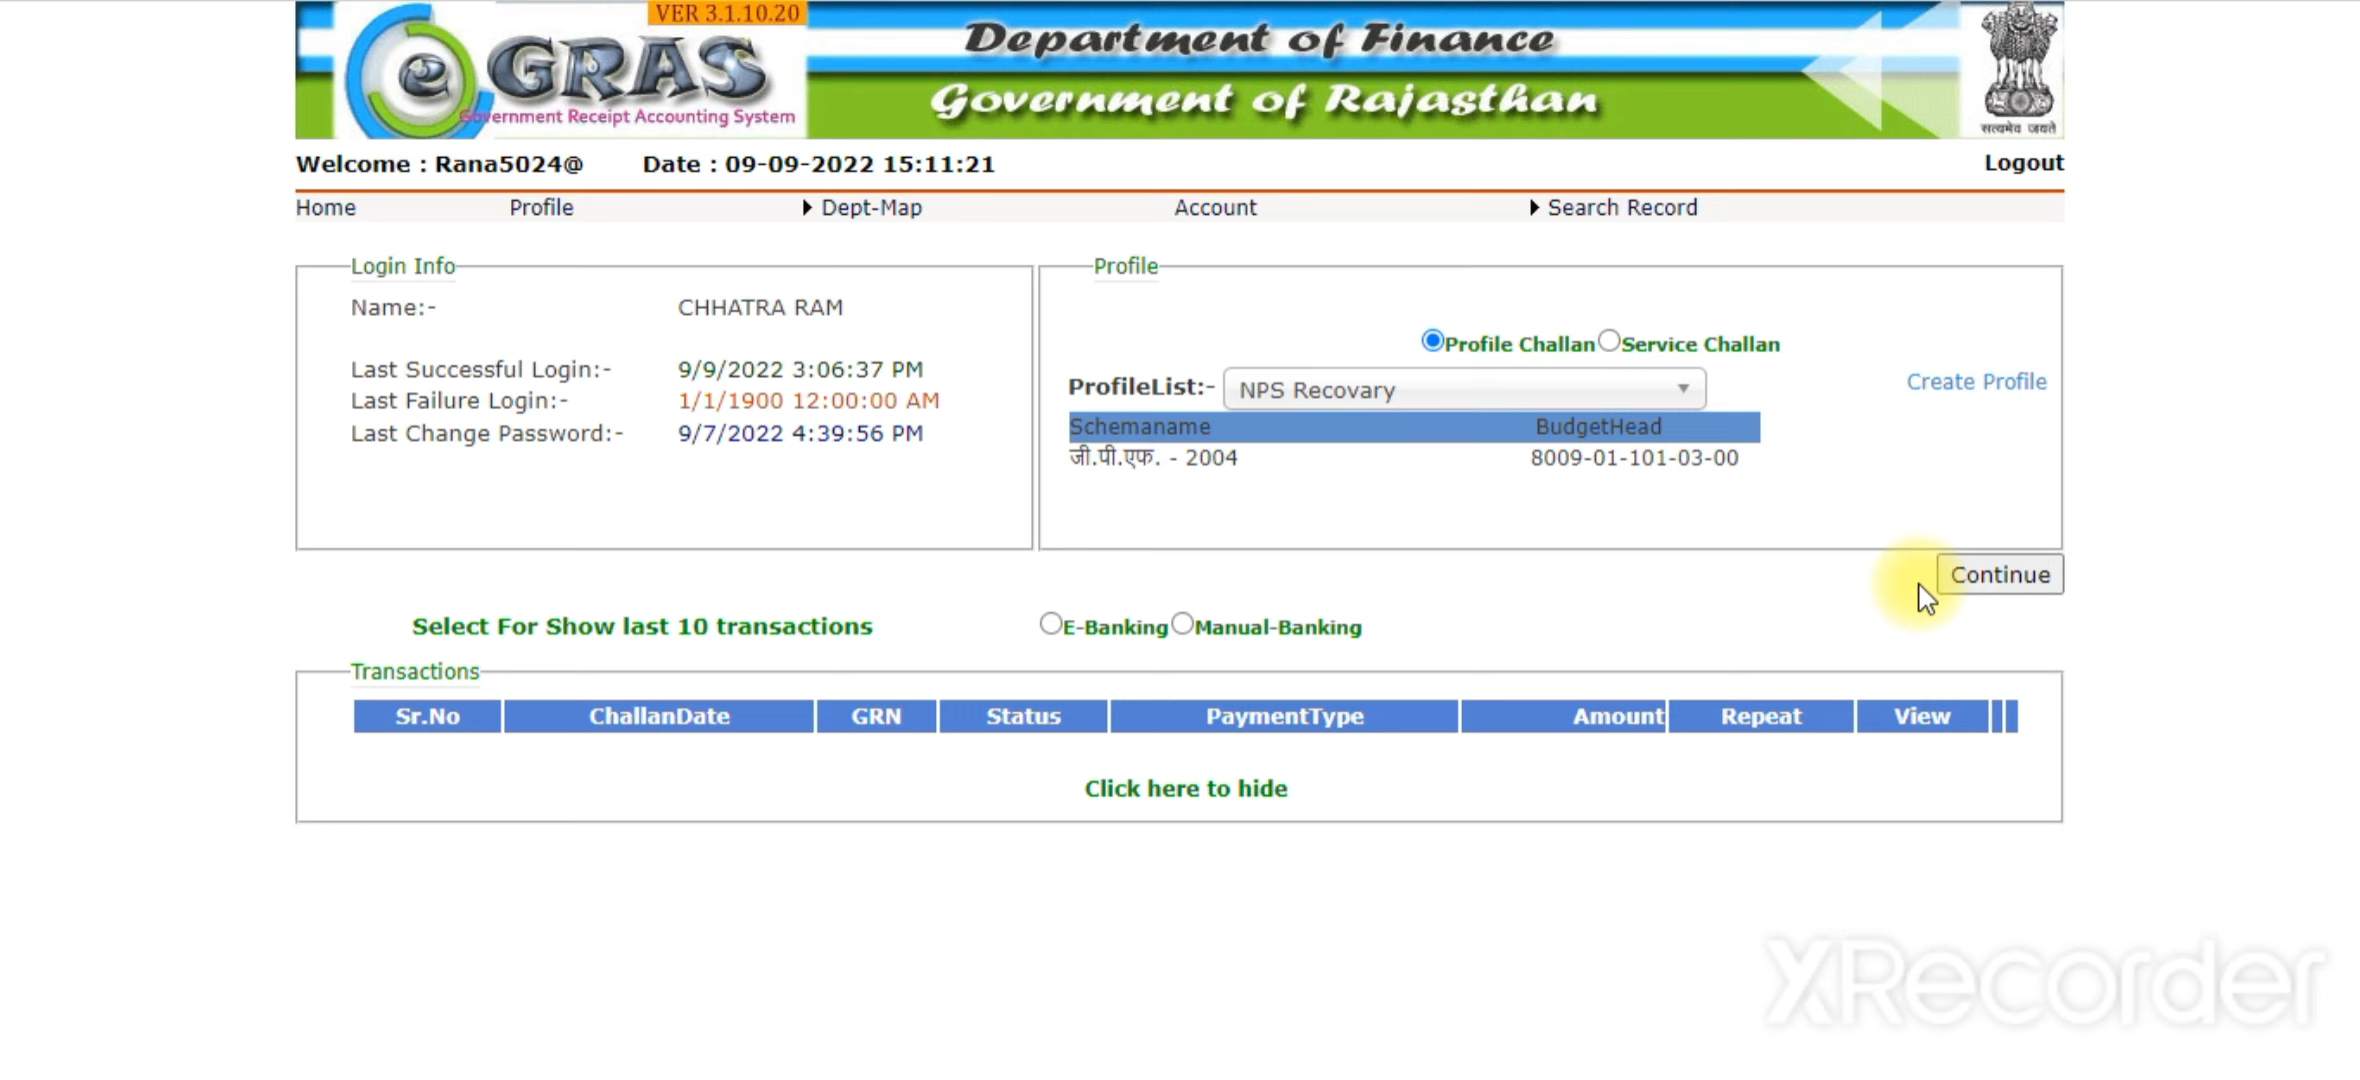 VER 3.1.10.20
e GRAS
Government Receipt Accounting System
Department of Finance
Government of Rajasthan
सत्यमेव जयते
Welcome : Rana5024@ Date : 09-09-2022 15:11:21 Logout
Home Profile Dept-Map Account Search Record
Login Info
Name:- CHHATRA RAM
Last Successful Login:- 9/9/2022 3:06:37 PM
Last Failure Login:- 1/1/1900 12:00:00 AM
Last Change Password:- 9/7/2022 4:39:56 PM
Profile
Profile Challan Service Challan
ProfileList:- NPS Recovary Create Profile
Schemaname BudgetHead
जी.पी.एफ. - 2004 8009-01-101-03-00
Continue
Select For Show last 10 transactions E-Banking Manual-Banking
Transactions
Sr.No ChallanDate GRN Status PaymentType Amount Repeat View
Click here to hide
XRecorder